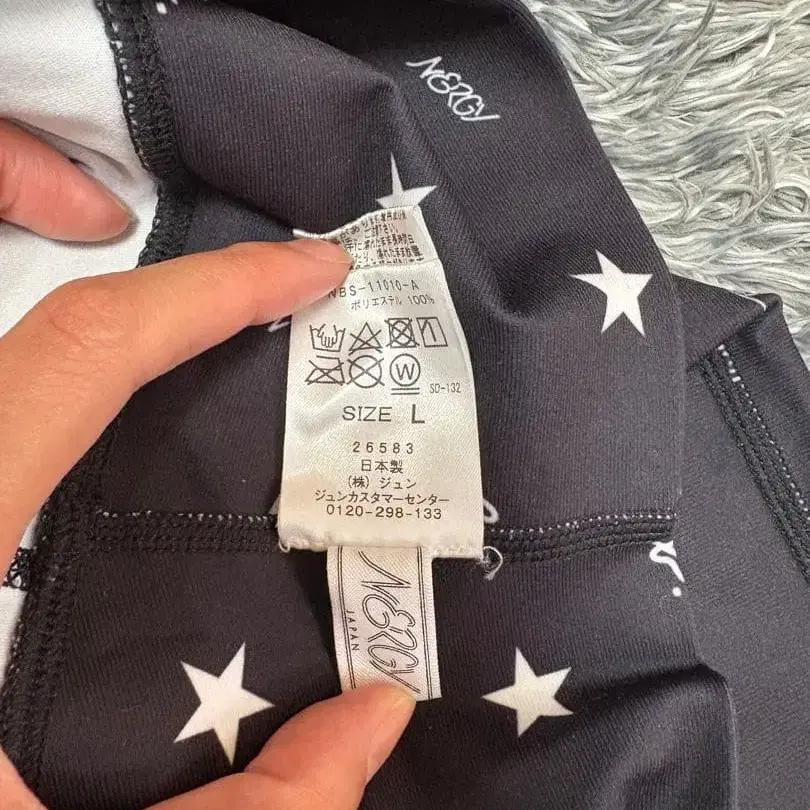 NERGY
NBS-11010-A
ポリエステル 100%
W
SD-132
SIZE L
26583
日本製
(株) ジュン
ジュンカスタマーセンター
0120-298-133
NERGY
JAPAN